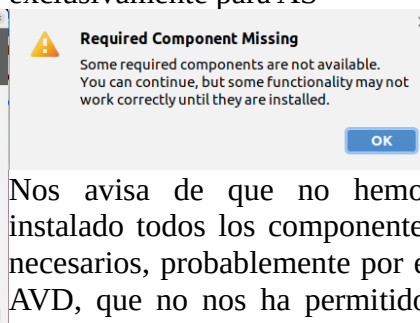 exclusivamente para AS
Required Component Missing
Some required components are not available.
You can continue, but some functionality may not
work correctly until they are installed.
OK
Nos avisa de que no hemo
instalado todos los componente
necesarios, probablemente por e
AVD, que no nos ha permitido